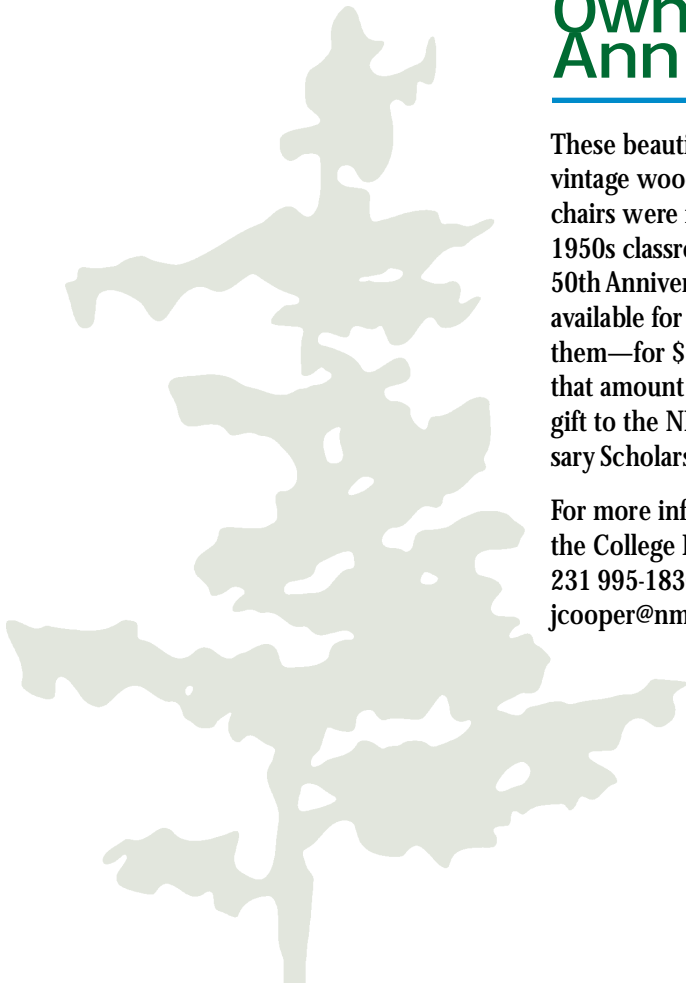 Own
Ann
These beauti
vintage woo
chairs were
1950s classro
50th Anniver
available for
them—for $
that amount
gift to the N
sary Scholars
For more inf
the College
231 995-183
jcooper@nm